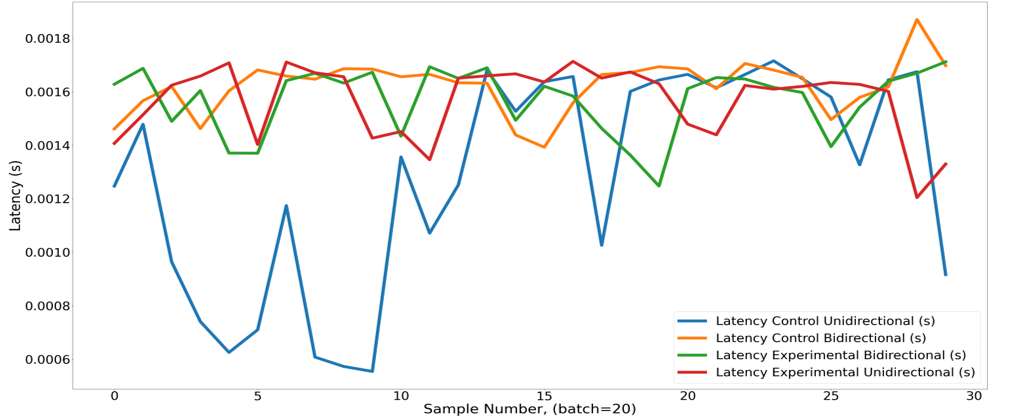 0.0018
0.0016
0.0014
0.0012
0.0010
0.0008
0.0006
Latency (s)
Latency Control Unidirectional (s)
Latency Control Bidirectional (s)
Latency Experimental Bidirectional (s)
Latency Experimental Unidirectional (s)
0 5 10 15 20 25 30
Sample Number, (batch=20)